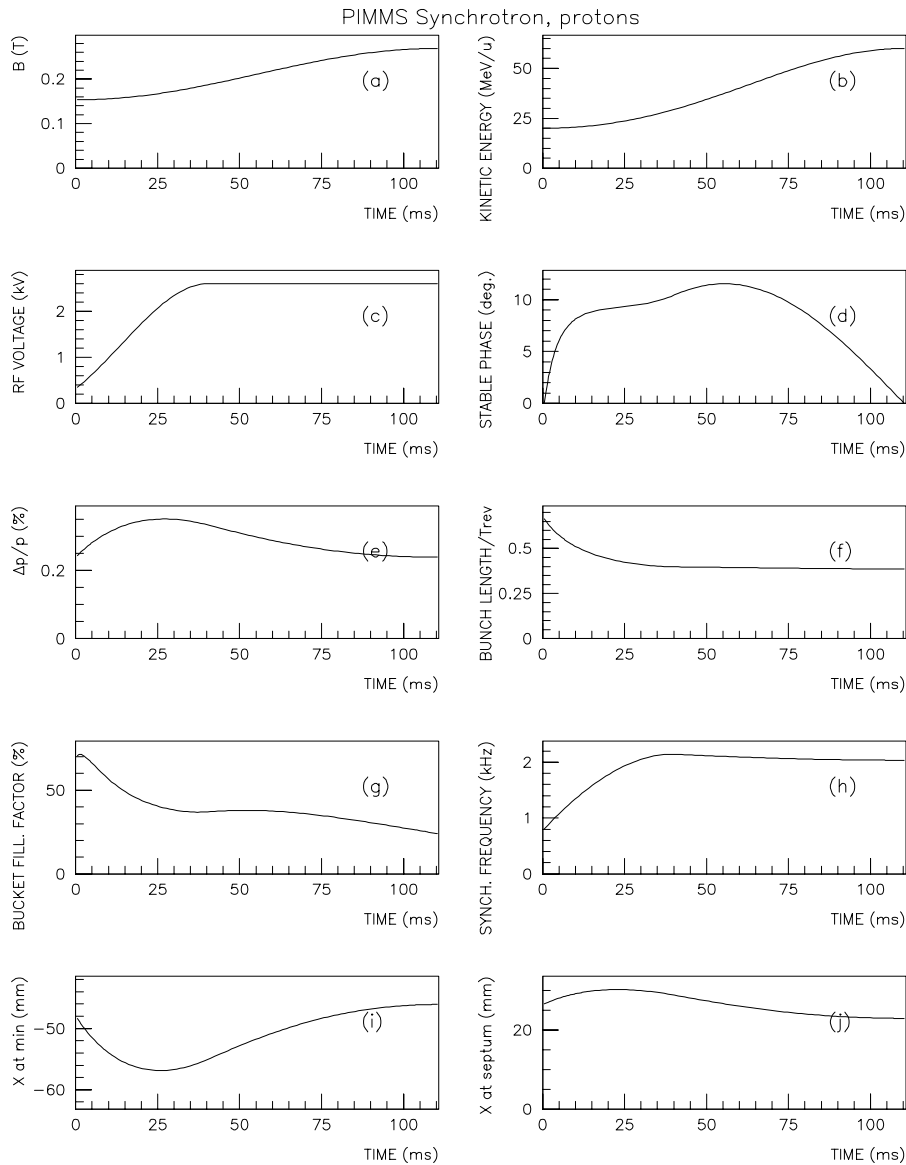 PIMMS Synchrotron, protons
B (T)
0.2
0.1
0
(a)
0 25 50 75 100
TIME (ms)
KINETIC ENERGY (MeV/u)
50
25
0
(b)
0 25 50 75 100
TIME (ms)
RF VOLTAGE (kV)
2
1
0
(c)
0 25 50 75 100
TIME (ms)
STABLE PHASE (deg.)
10
5
0
(d)
0 25 50 75 100
TIME (ms)
Δp/p (%)
0.2
0
(e)
0 25 50 75 100
TIME (ms)
BUNCH LENGTH/Trev
0.5
0.25
0
(f)
0 25 50 75 100
TIME (ms)
BUCKET FILL. FACTOR (%)
50
0
(g)
0 25 50 75 100
TIME (ms)
SYNCH. FREQUENCY (kHz)
2
1
0
(h)
0 25 50 75 100
TIME (ms)
X at min (mm)
−50
−60
(i)
0 25 50 75 100
TIME (ms)
X at septum (mm)
20
0
(j)
0 25 50 75 100
TIME (ms)